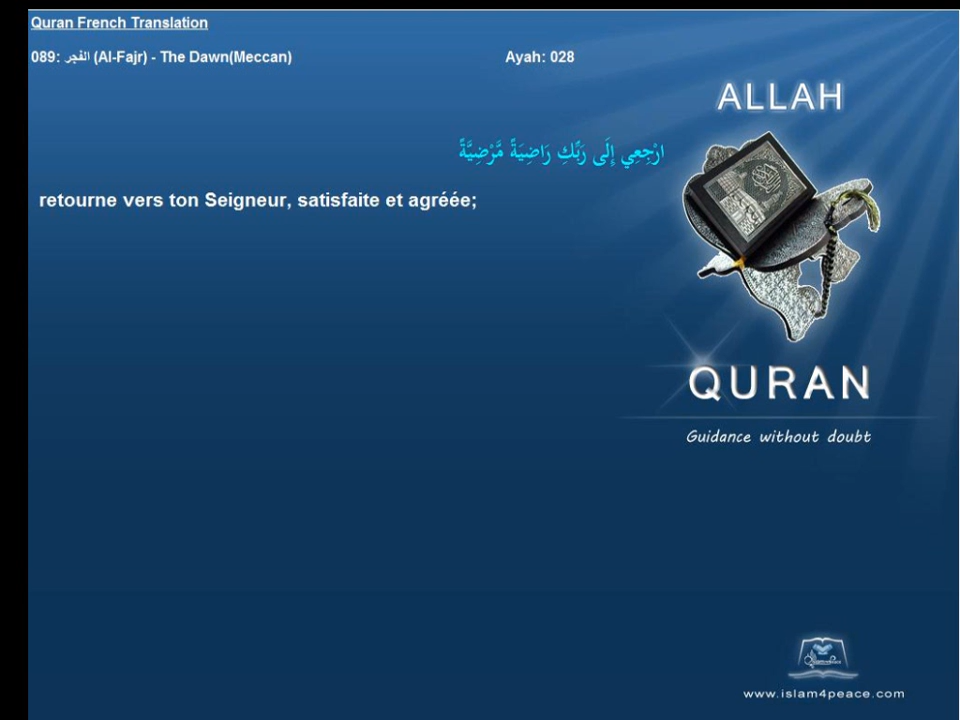 Quran French Translation
089: الفجر (Al-Fajr) - The Dawn(Meccan) Ayah: 028
ALLAH
ارْجِعِي إِلَى رَبِّكِ رَاضِيَةً مَّرْضِيَّةً
retourne vers ton Seigneur, satisfaite et agréée;
QURAN
Guidance without doubt
www.islam4peace.com